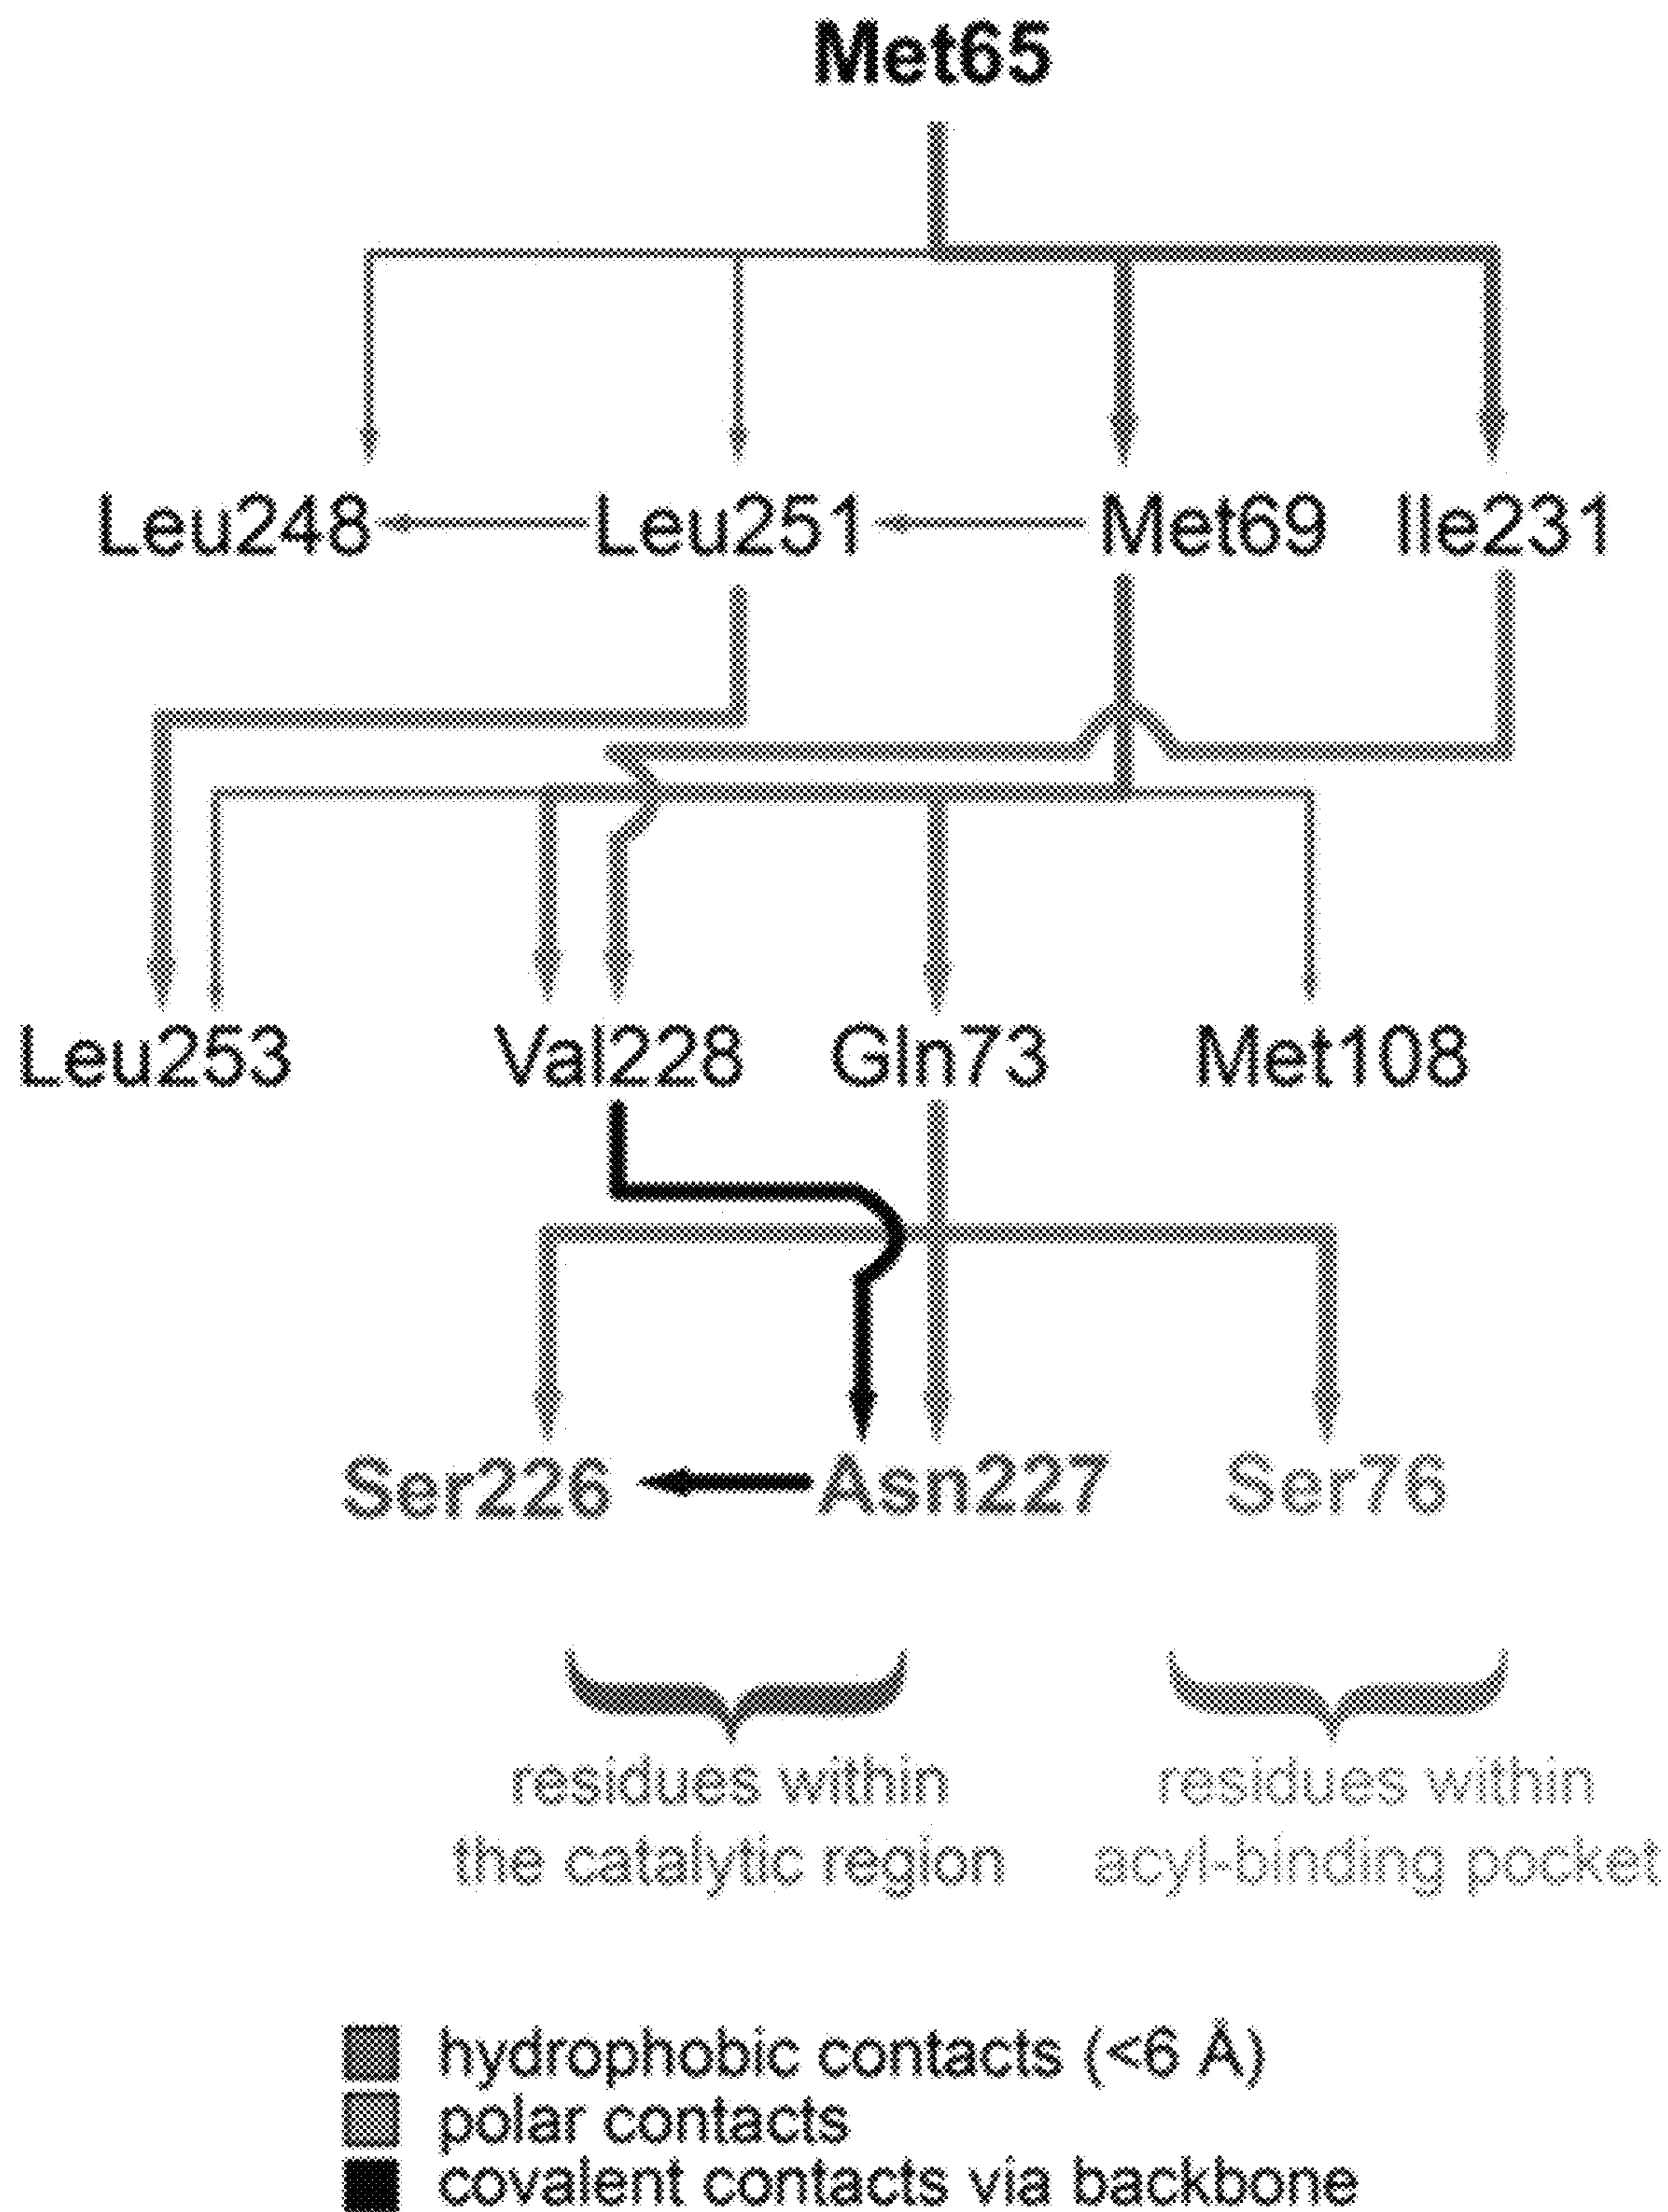 Met65
Leu248 Leu251 Met69 Ile231
Leu253 Val228 Gln73 Met108
Ser226 Asn227 Ser76
residues within
the catalytic region
residues within
acyl-binding pocket
hydrophobic contacts (<6 Å)
polar contacts
covalent contacts via backbone